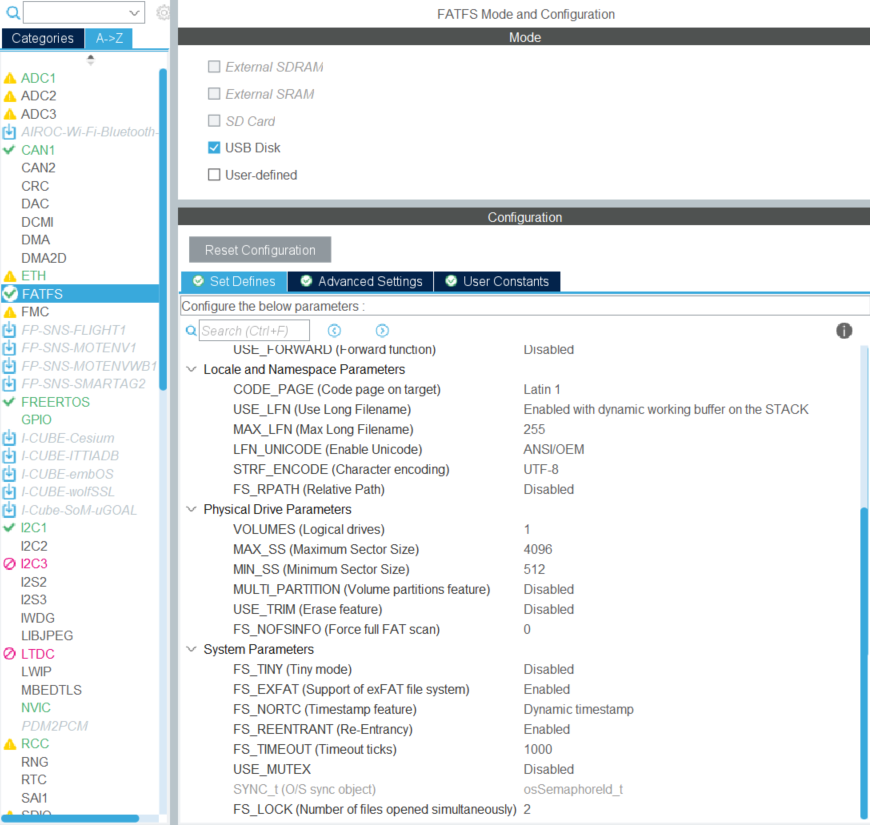 Categories
A->Z
ADC1
ADC2
ADC3
AIROC-Wi-Fi-Bluetooth-
CAN1
CAN2
CRC
DAC
DCMI
DMA
DMA2D
ETH
FATFS
FMC
FP-SNS-FLIGHT1
FP-SNS-MOTENV1
FP-SNS-MOTENVWB1
FP-SNS-SMARTAG2
FREERTOS
GPIO
I-CUBE-Cesium
I-CUBE-ITTIADB
I-CUBE-embOS
I-CUBE-wolfSSL
I-Cube-SoM-uGOAL
I2C1
I2C2
I2C3
I2S2
I2S3
IWDG
LIBJPEG
LTDC
LWIP
MBEDTLS
NVIC
PDM2PCM
RCC
RNG
RTC
SAI1
SDIO
FATFS Mode and Configuration
Mode
External SDRAM
External SRAM
SD Card
USB Disk
User-defined
Configuration
Reset Configuration
Set Defines
Advanced Settings
User Constants
Configure the below parameters :
Search (Ctrl+F)
USE_FORWARD (Forward function) Disabled
Locale and Namespace Parameters
CODE_PAGE (Code page on target) Latin 1
USE_LFN (Use Long Filename) Enabled with dynamic working buffer on the STACK
MAX_LFN (Max Long Filename) 255
LFN_UNICODE (Enable Unicode) ANSI/OEM
STRF_ENCODE (Character encoding) UTF-8
FS_RPATH (Relative Path) Disabled
Physical Drive Parameters
VOLUMES (Logical drives) 1
MAX_SS (Maximum Sector Size) 4096
MIN_SS (Minimum Sector Size) 512
MULTI_PARTITION (Volume partitions feature) Disabled
USE_TRIM (Erase feature) Disabled
FS_NOFSINFO (Force full FAT scan) 0
System Parameters
FS_TINY (Tiny mode) Disabled
FS_EXFAT (Support of exFAT file system) Enabled
FS_NORTC (Timestamp feature) Dynamic timestamp
FS_REENTRANT (Re-Entrancy) Enabled
FS_TIMEOUT (Timeout ticks) 1000
USE_MUTEX Disabled
SYNC_t (O/S sync object) osSemaphoreId_t
FS_LOCK (Number of files opened simultaneously) 2